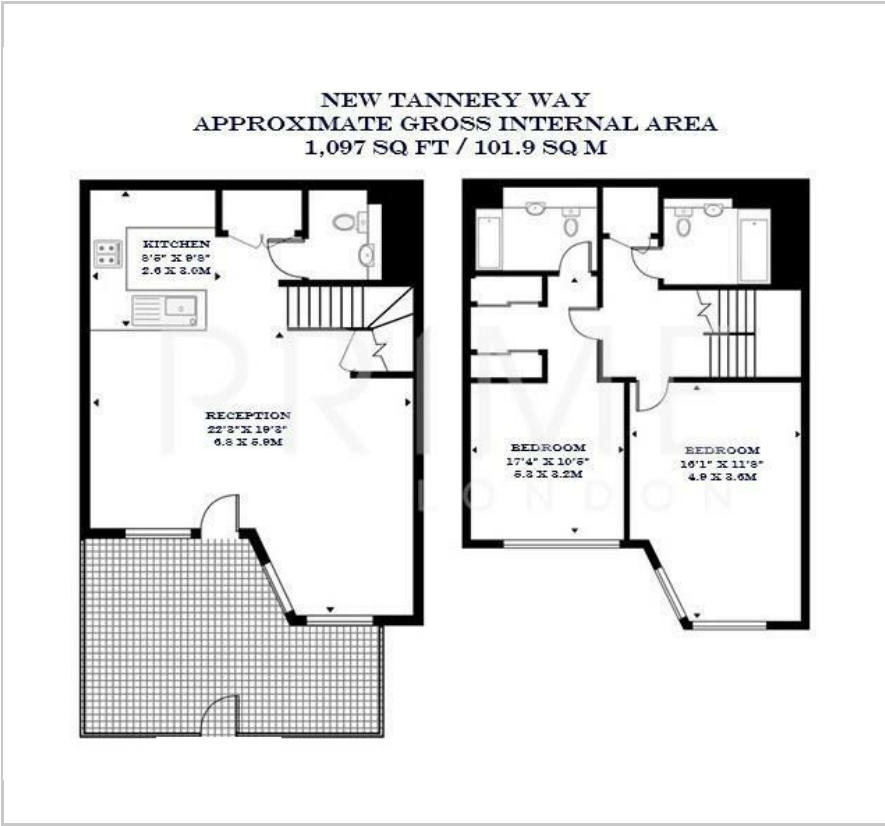 NEW TANNERY WAY
APPROXIMATE GROSS INTERNAL AREA
1,097 SQ FT / 101.9 SQ M
KITCHEN
8'5" X 9'8"
2.6 X 3.0M
RECEPTION
22'3" X 19'3"
6.8 X 5.9M
BEDROOM
17'4" X 10'5"
5.3 X 3.2M
BEDROOM
16'1" X 11'8"
4.9 X 3.6M
PRIME
LONDON